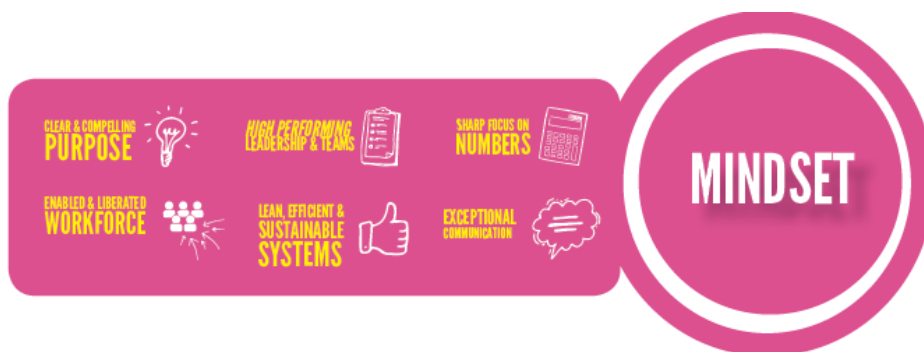 CLEAR & COMPELLING
PURPOSE
HIGH PERFORMING
LEADERSHIP & TEAMS
SHARP FOCUS ON
NUMBERS
ENABLED & LIBERATED
WORKFORCE
LEAN, EFFICIENT &
SUSTAINABLE
SYSTEMS
EXCEPTIONAL
COMMUNICATION
MINDSET